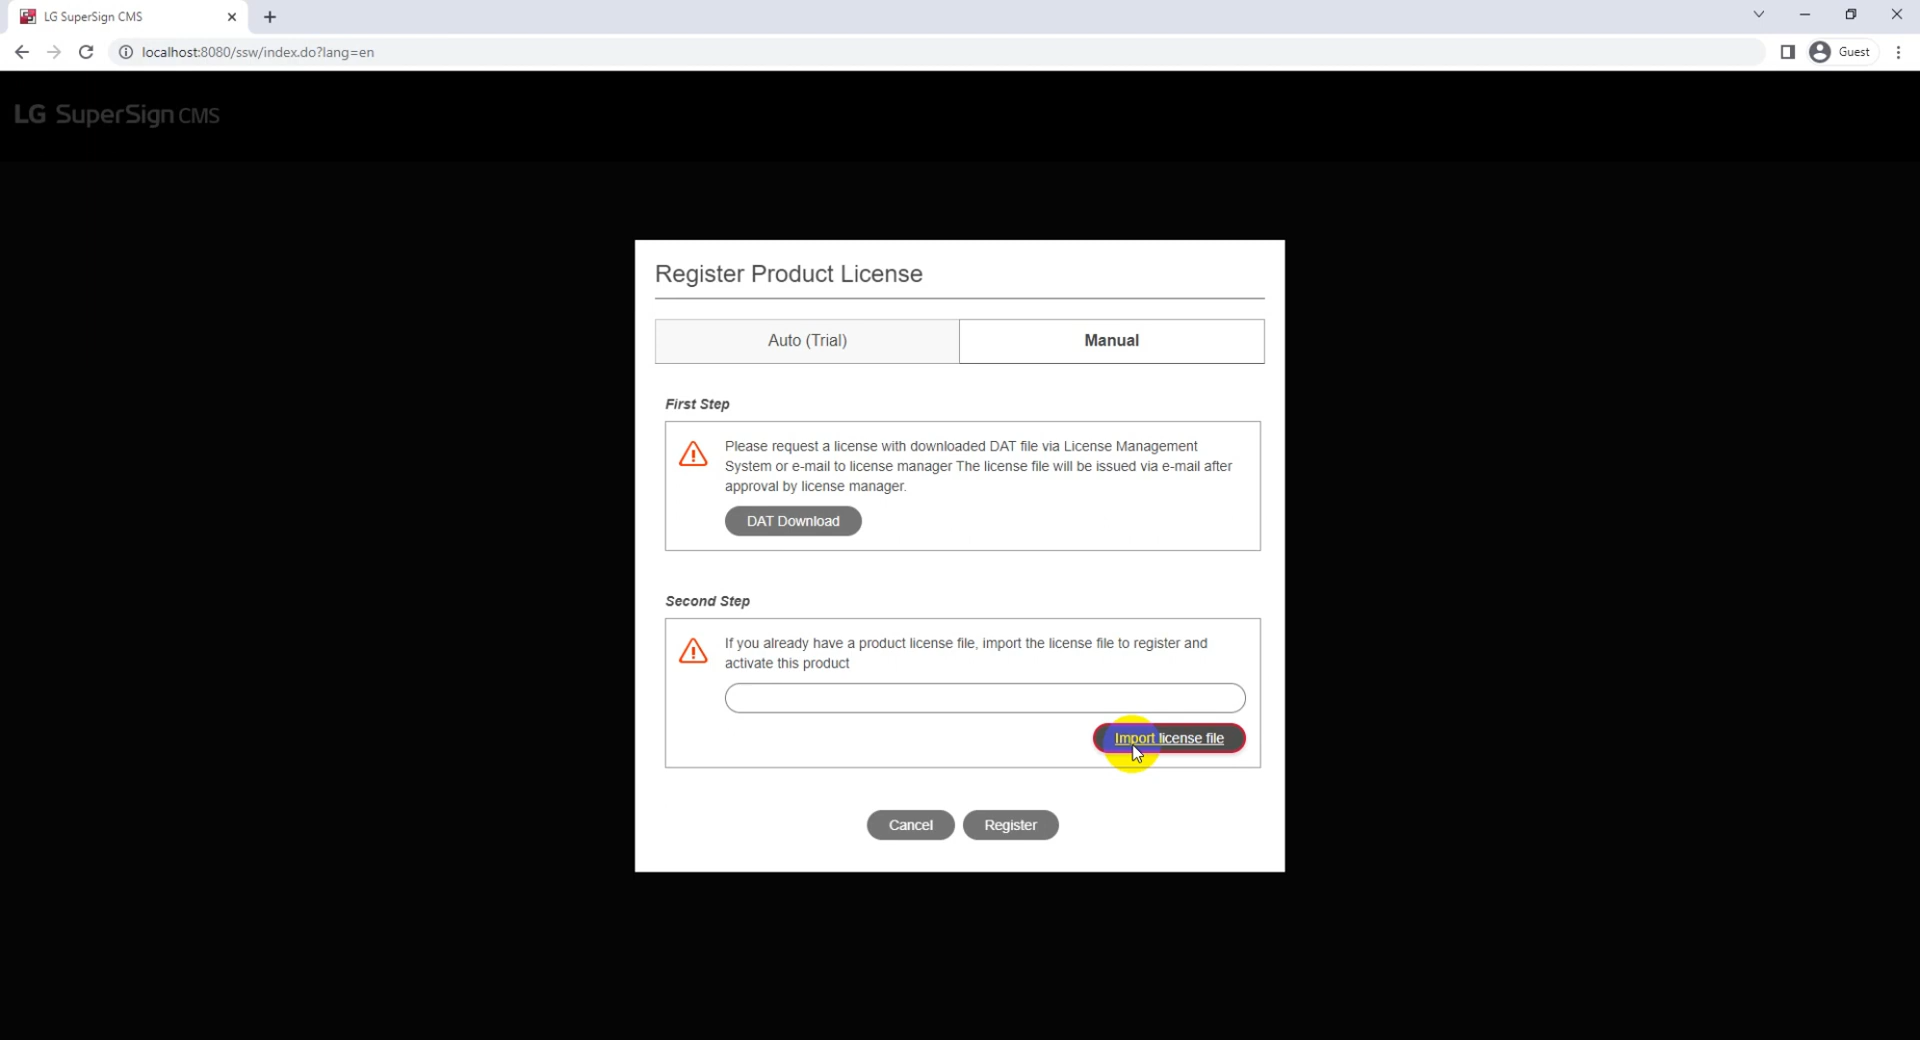 LG SuperSign CMS
localhost:8080/ssw/index.do?lang=en
Guest
LG SuperSign CMS
Register Product License
Auto (Trial)
Manual
First Step
Please request a license with downloaded DAT file via License Management
System or e-mail to license manager The license file will be issued via e-mail after
approval by license manager.
DAT Download
Second Step
If you already have a product license file, import the license file to register and
activate this product
Import license file
Cancel
Register